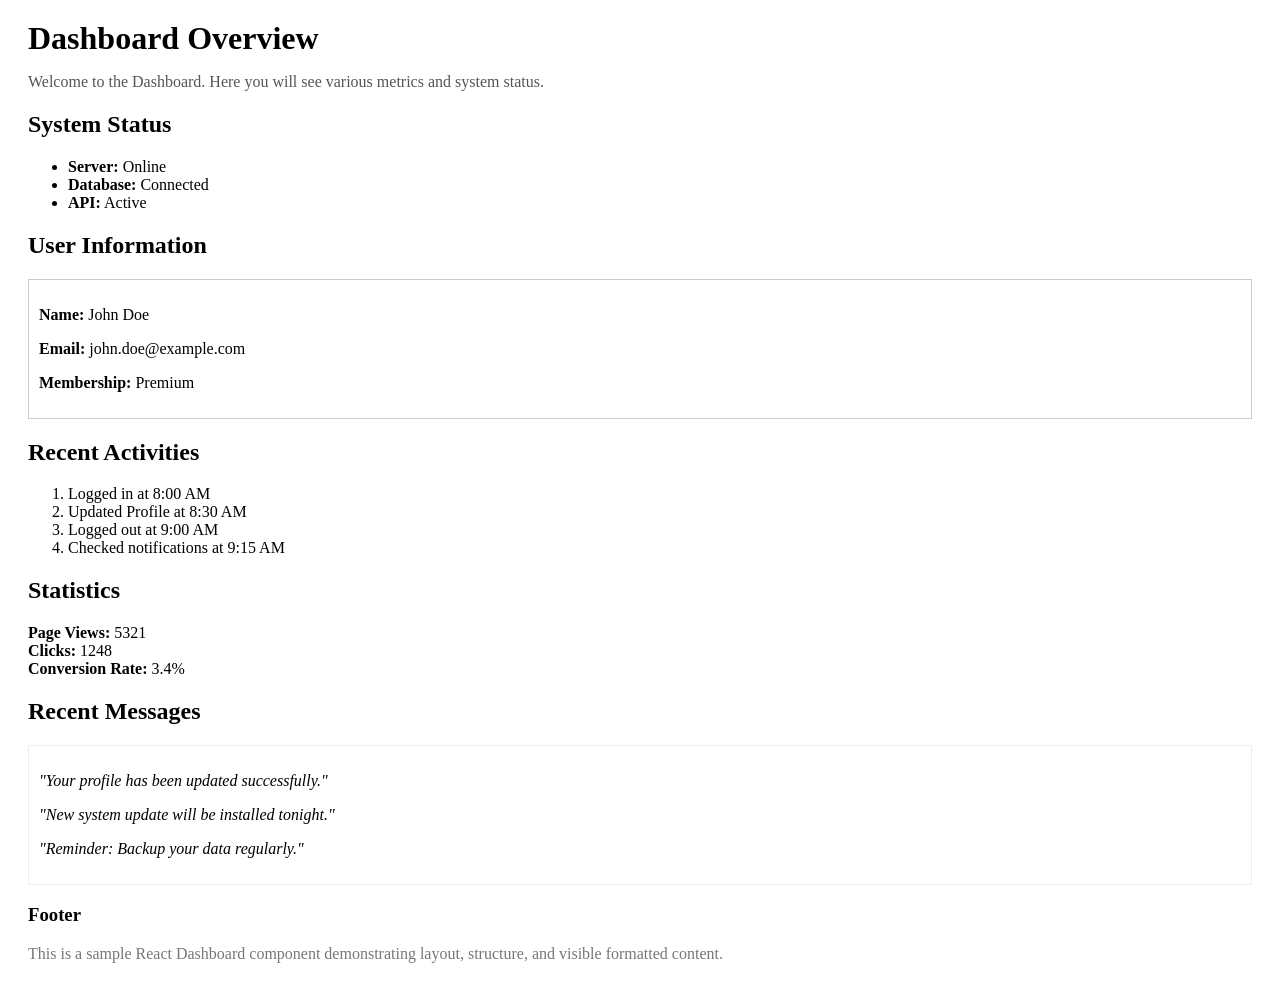 Dashboard Overview
Welcome to the Dashboard. Here you will see various metrics and system status.
System Status
• Server: Online
• Database: Connected
• API: Active
User Information
Name: John Doe
Email: john.doe@example.com
Membership: Premium
Recent Activities
1. Logged in at 8:00 AM
2. Updated Profile at 8:30 AM
3. Logged out at 9:00 AM
4. Checked notifications at 9:15 AM
Statistics
Page Views: 5321
Clicks: 1248
Conversion Rate: 3.4%
Recent Messages
"Your profile has been updated successfully."
"New system update will be installed tonight."
"Reminder: Backup your data regularly."
Footer
This is a sample React Dashboard component demonstrating layout, structure, and visible formatted content.